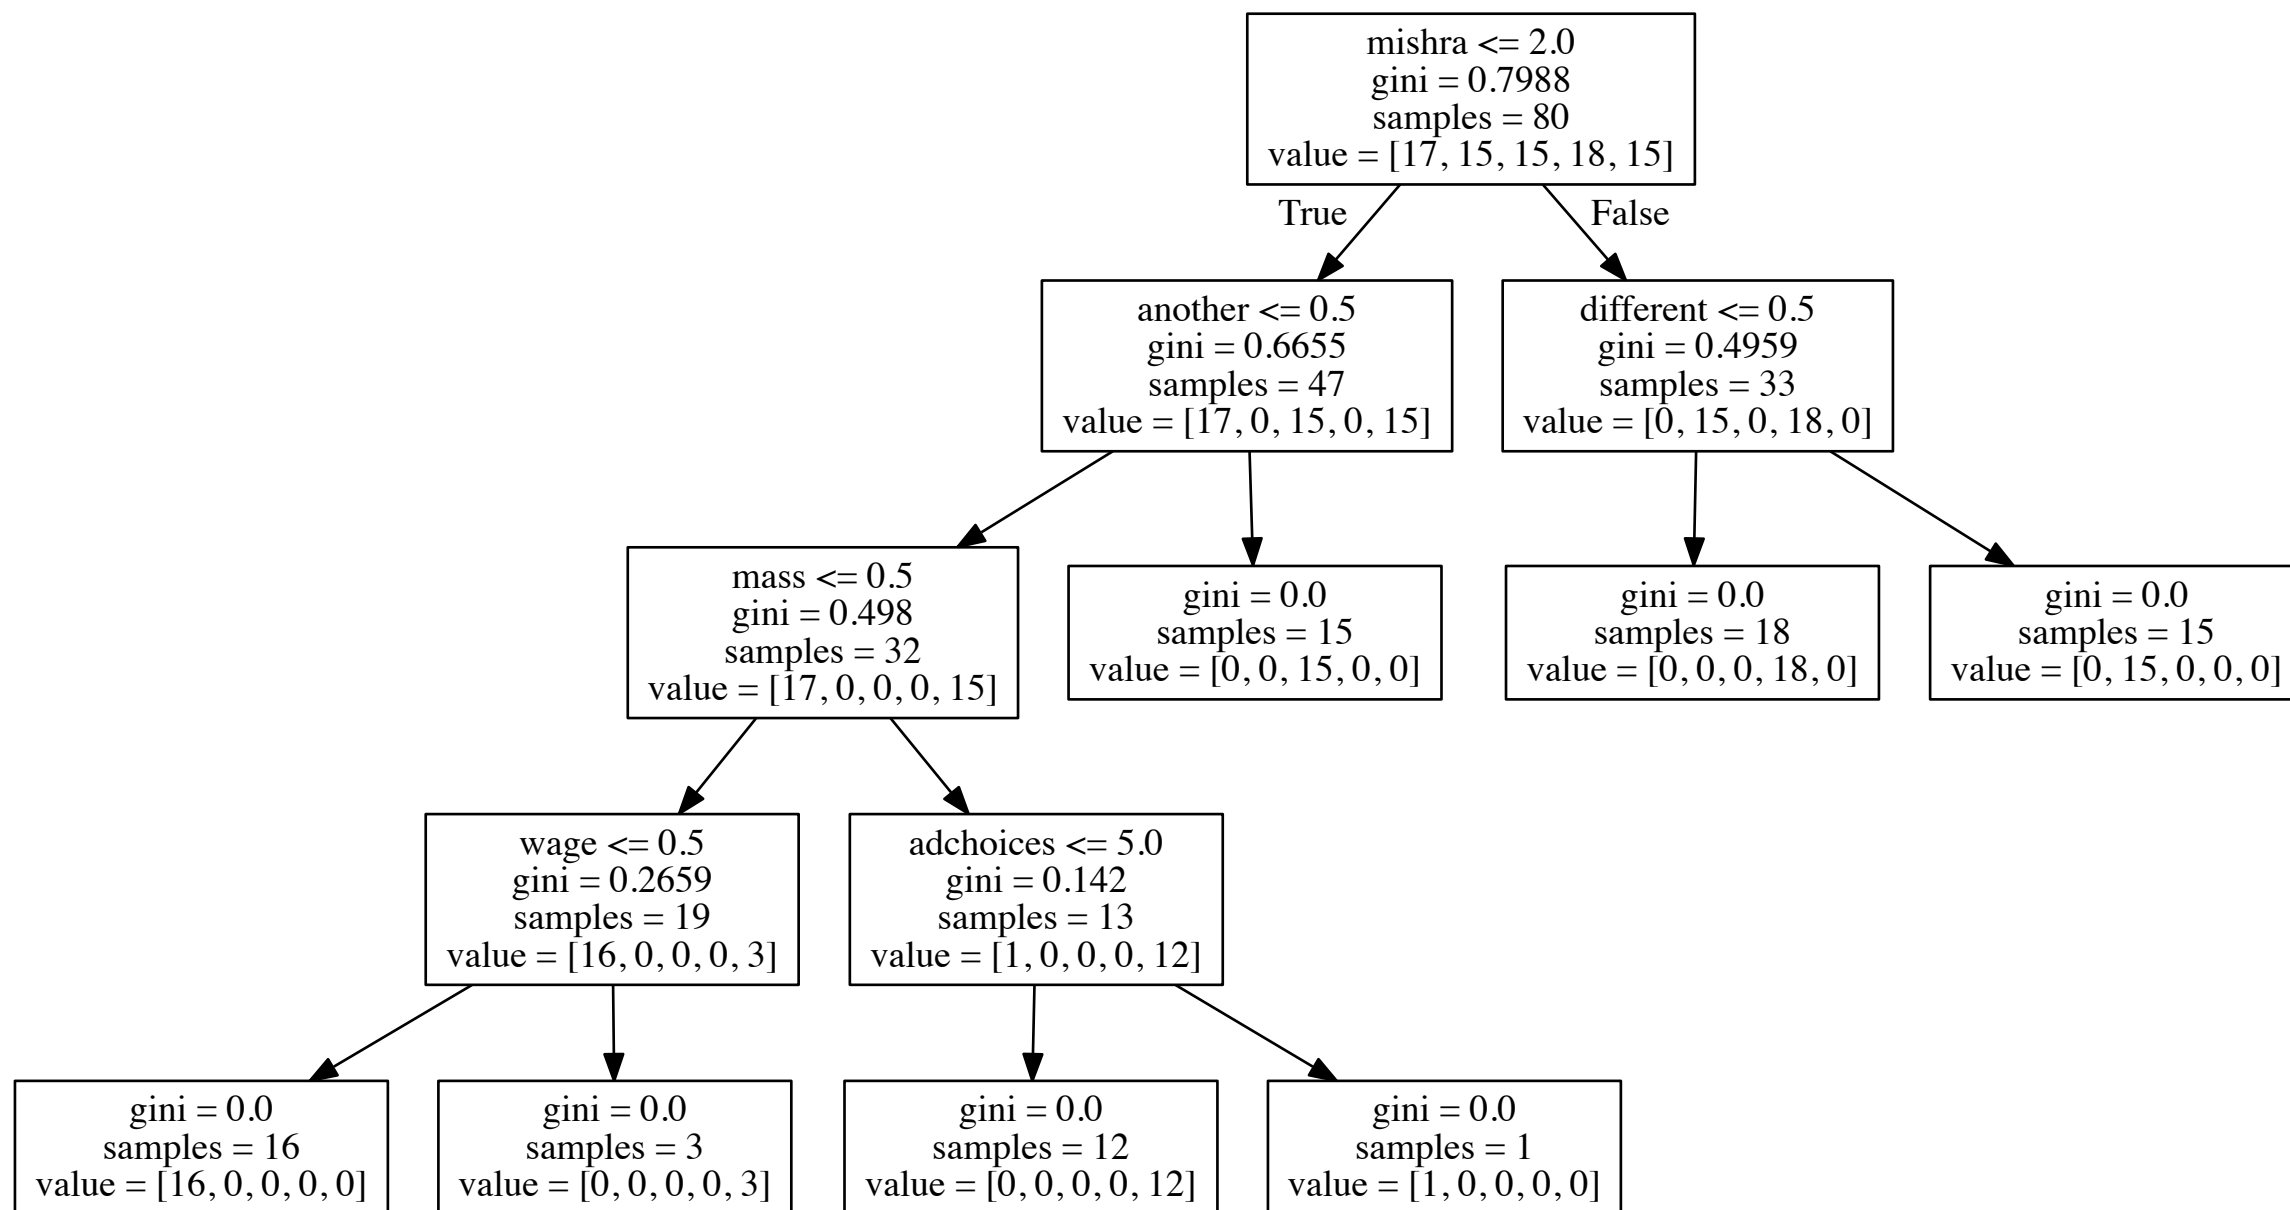 mishra <= 2.0
gini = 0.7988
samples = 80
value = [17, 15, 15, 18, 15]
True
False
another <= 0.5
gini = 0.6655
samples = 47
value = [17, 0, 15, 0, 15]
different <= 0.5
gini = 0.4959
samples = 33
value = [0, 15, 0, 18, 0]
mass <= 0.5
gini = 0.498
samples = 32
value = [17, 0, 0, 0, 15]
gini = 0.0
samples = 15
value = [0, 0, 15, 0, 0]
gini = 0.0
samples = 18
value = [0, 0, 0, 18, 0]
gini = 0.0
samples = 15
value = [0, 15, 0, 0, 0]
wage <= 0.5
gini = 0.2659
samples = 19
value = [16, 0, 0, 0, 3]
adchoices <= 5.0
gini = 0.142
samples = 13
value = [1, 0, 0, 0, 12]
gini = 0.0
samples = 16
value = [16, 0, 0, 0, 0]
gini = 0.0
samples = 3
value = [0, 0, 0, 0, 3]
gini = 0.0
samples = 12
value = [0, 0, 0, 0, 12]
gini = 0.0
samples = 1
value = [1, 0, 0, 0, 0]